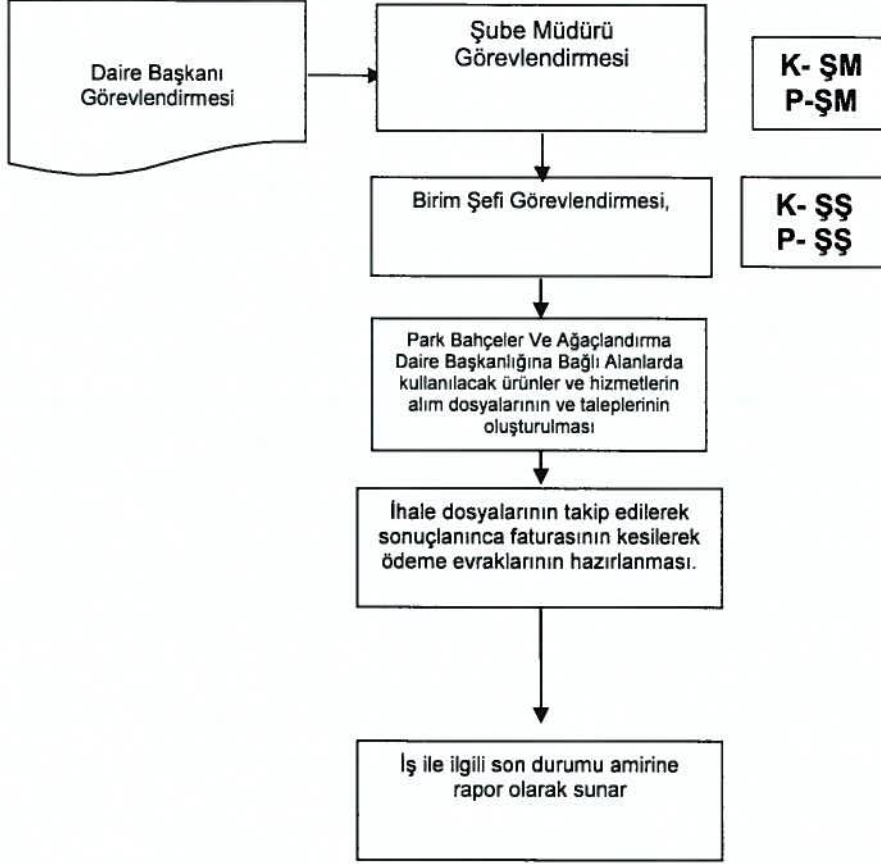 Daire Başkanı
Görevlendirmesi
Şube Müdürü
Görevlendirmesi
K- ŞM
P-ŞM
Birim Şefi Görevlendirmesi,
K- ŞŞ
P- ŞŞ
Park Bahçeler Ve Ağaçlandırma
Daire Başkanlığına Bağlı Alanlarda
kullanılacak ürünler ve hizmetlerin
alım dosyalarının ve taleplerinin
oluşturulması
İhale dosyalarının takip edilerek
sonuçlanınca faturasının kesilerek
ödeme evraklarının hazırlanması.
İş ile ilgili son durumu amirine
rapor olarak sunar